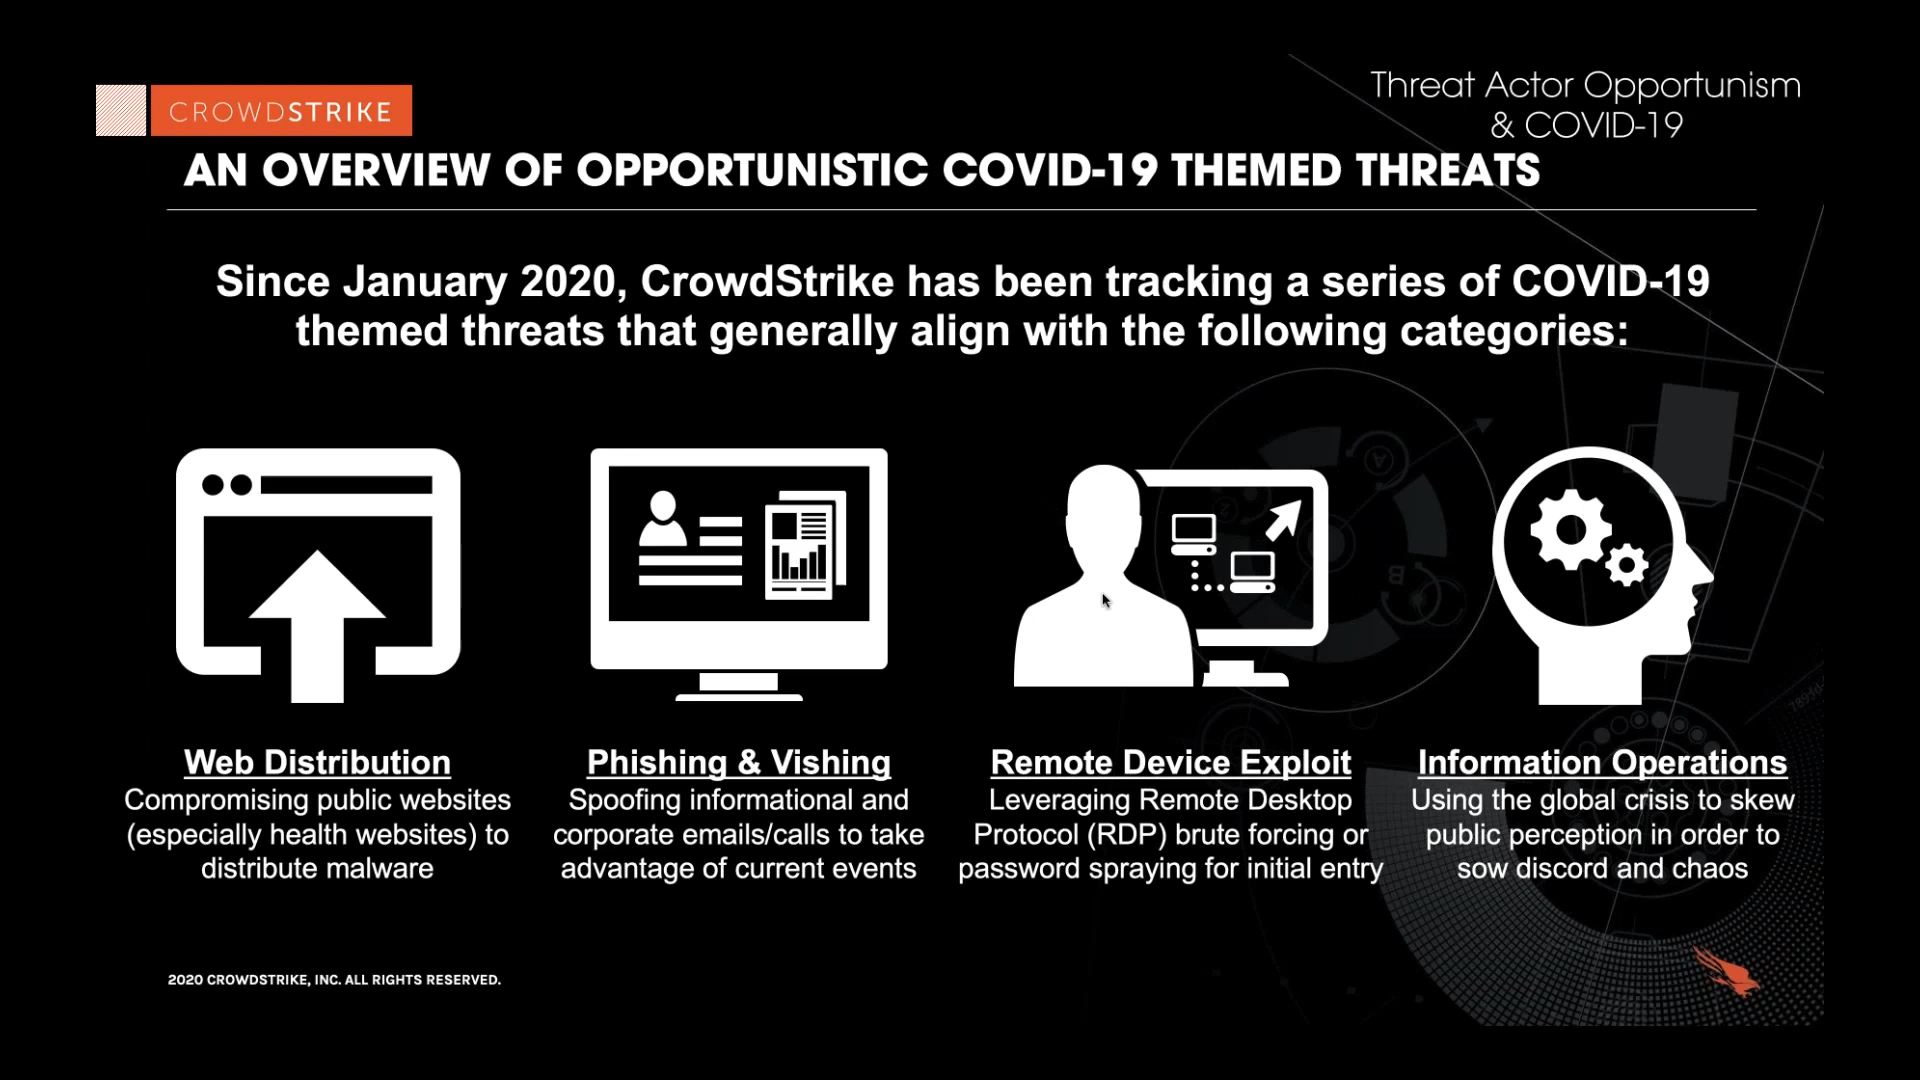 CROWDSTRIKE
Threat Actor Opportunism
& COVID-19
AN OVERVIEW OF OPPORTUNISTIC COVID-19 THEMED THREATS
Since January 2020, CrowdStrike has been tracking a series of COVID-19
themed threats that generally align with the following categories:
Web Distribution
Compromising public websites
(especially health websites) to
distribute malware
Phishing & Vishing
Spoofing informational and
corporate emails/calls to take
advantage of current events
Remote Device Exploit
Leveraging Remote Desktop
Protocol (RDP) brute forcing or
password spraying for initial entry
Information Operations
Using the global crisis to skew
public perception in order to
sow discord and chaos
2020 CROWDSTRIKE, INC. ALL RIGHTS RESERVED.